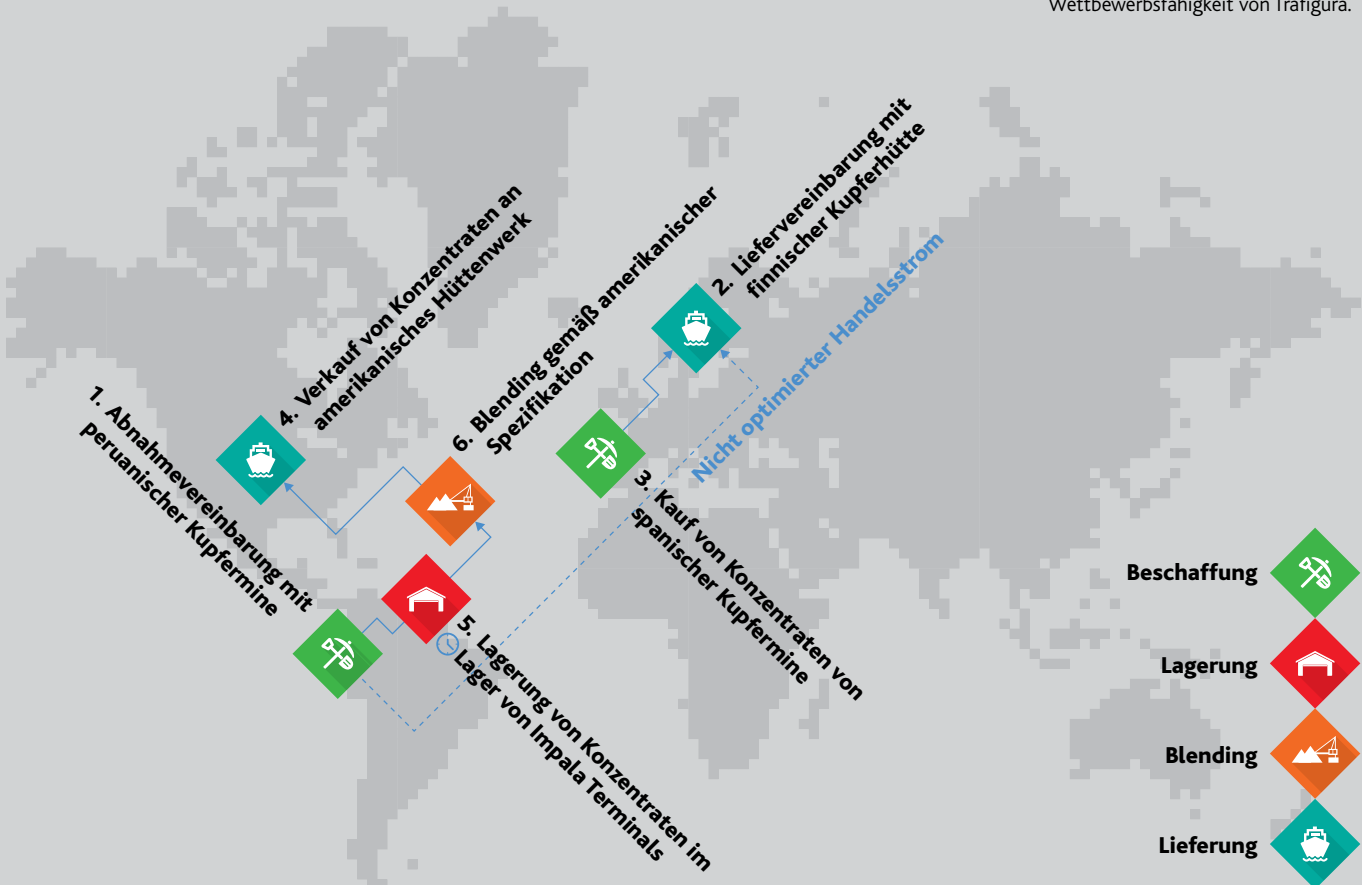 Wettbewerbsfähigkeit von Trafigura.
1. Abnahmevereinbarung mit
peruanischer Kupfermine
2. Liefervereinbarung mit
finnischer Kupferhütte
3. Kauf von Konzentraten von
spanischer Kupfermine
4. Verkauf von Konzentraten an
amerikanisches Hüttenwerk
5. Lagerung von Konzentraten im
Lager von Impala Terminals
6. Blending gemäß amerikanischer
Spezifikation
Nicht optimierter Handelsstrom
Beschaffung
Lagerung
Blending
Lieferung